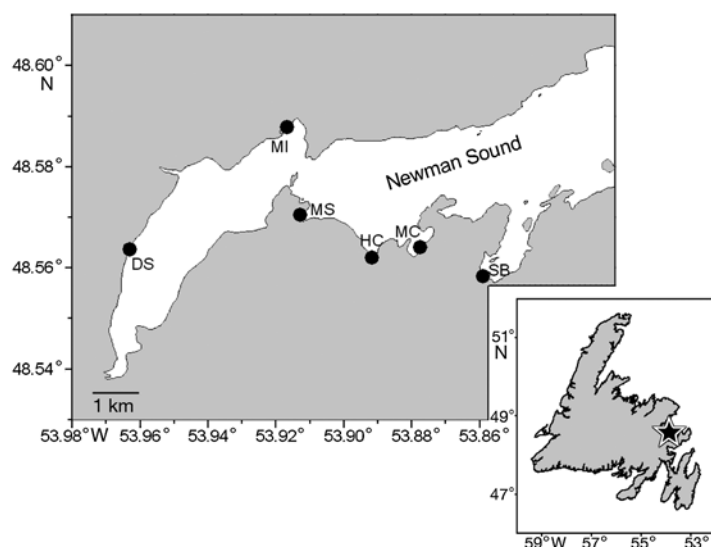 48.60°
N
48.58°
48.56°
48.54°
MI
Newman Sound
MS
HC
MC
DS
SB
1 km
53.98°W
53.96°
53.94°
53.92°
53.90°
53.88°
53.86°
51°
N
49°
47°
59°W
57°
55°
53°